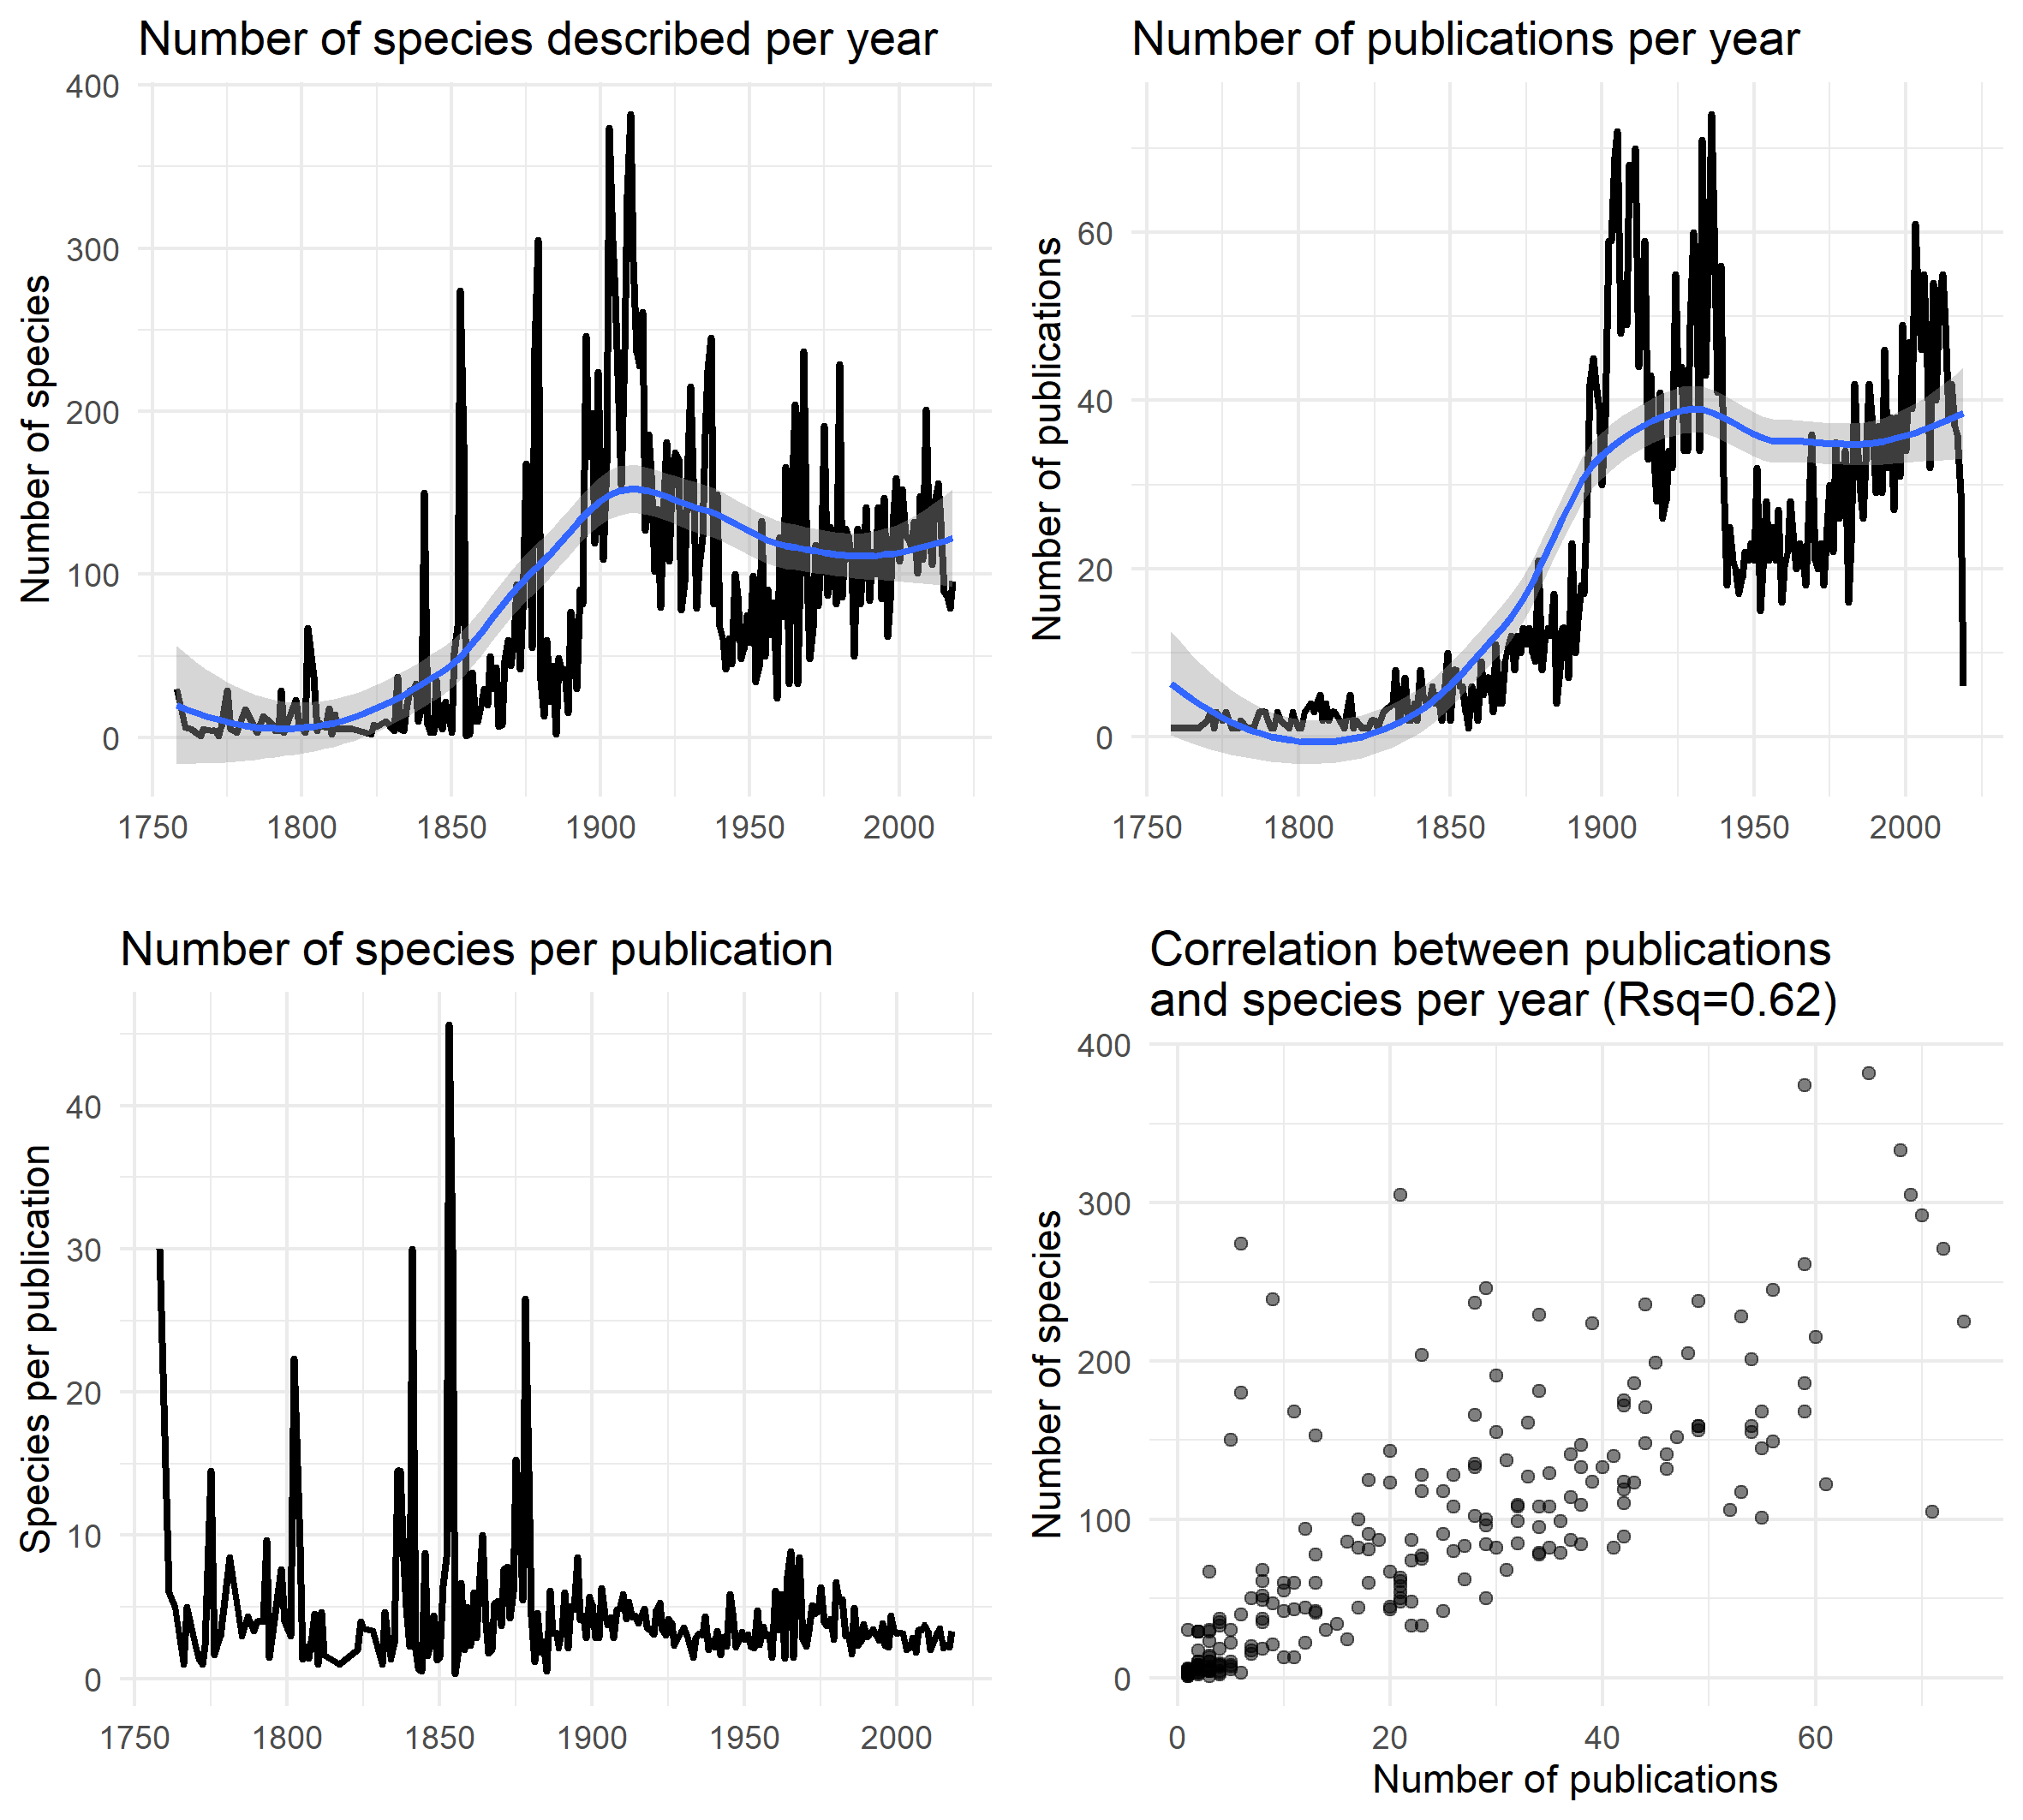 Number of species described per year
Number of species
400
300
200
100
0
1750 1800 1850 1900 1950 2000
Number of publications per year
Number of publications
60
40
20
0
1750 1800 1850 1900 1950 2000
Number of species per publication
Species per publication
40
30
20
10
0
1750 1800 1850 1900 1950 2000
Correlation between publications
and species per year (Rsq=0.62)
Number of species
400
300
200
100
0
0 20 40 60
Number of publications